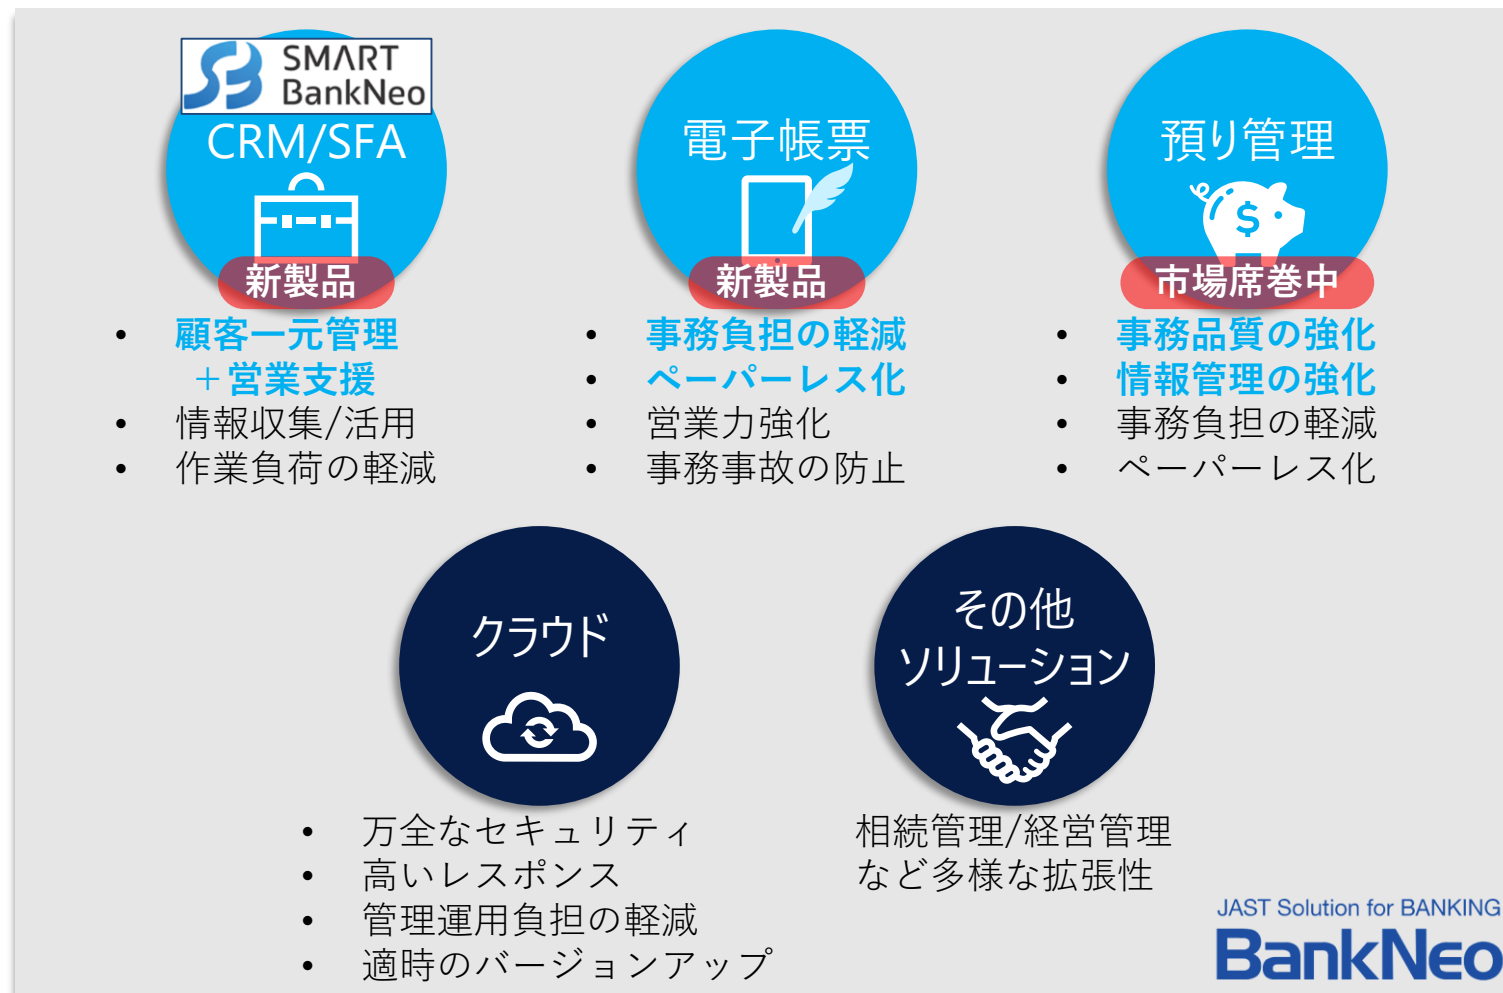 SMART
BankNeo
CRM/SFA
新製品
• 顧客一元管理
＋営業支援
• 情報収集/活用
• 作業負荷の軽減
電子帳票
新製品
• 事務負担の軽減
• ペーパーレス化
• 営業力強化
• 事務事故の防止
預り管理
$
市場席巻中
• 事務品質の強化
• 情報管理の強化
• 事務負担の軽減
• ペーパーレス化
クラウド
• 万全なセキュリティ
• 高いレスポンス
• 管理運用負担の軽減
• 適時のバージョンアップ
その他
ソリューション
相続管理/経営管理
など多様な拡張性
JAST Solution for BANKING
BankNeo